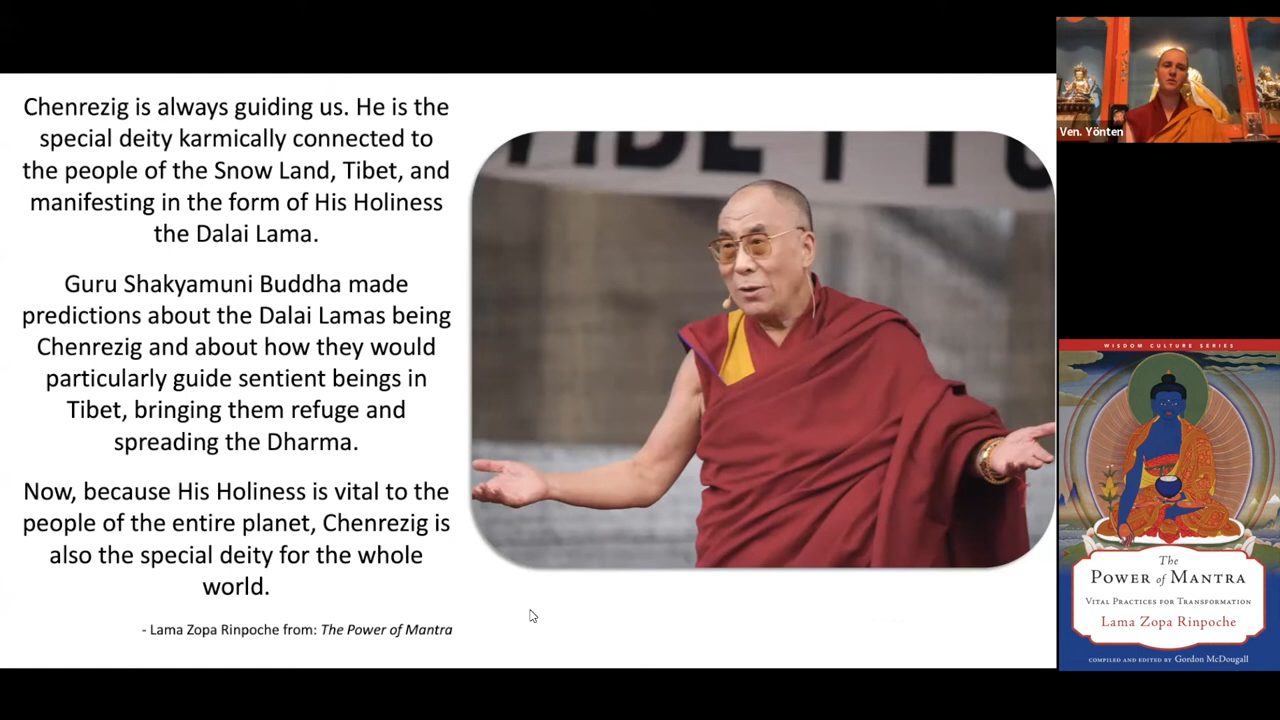 Chenrezig is always guiding us. He is the
special deity karmically connected to
the people of the Snow Land, Tibet, and
manifesting in the form of His Holiness
the Dalai Lama.
Guru Shakyamuni Buddha made
predictions about the Dalai Lamas being
Chenrezig and about how they would
particularly guide sentient beings in
Tibet, bringing them refuge and
spreading the Dharma.
Now, because His Holiness is vital to the
people of the entire planet, Chenrezig is
also the special deity for the whole
world.
- Lama Zopa Rinpoche from: The Power of Mantra
Ven. Yönten
WISDOM CULTURE SERIES
The
POWER of MANTRA
VITAL PRACTICES FOR TRANSFORMATION
Lama Zopa Rinpoche
COMPILED AND EDITED BY Gordon McDougall